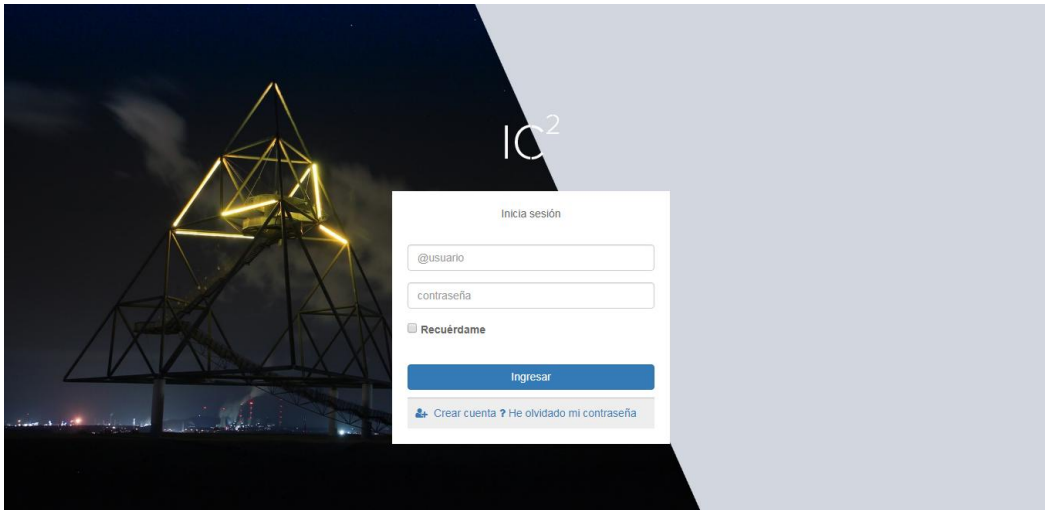 IC²
Inicia sesión
@usuario
contraseña
Recuérdame
Ingresar
Crear cuenta ? He olvidado mi contraseña